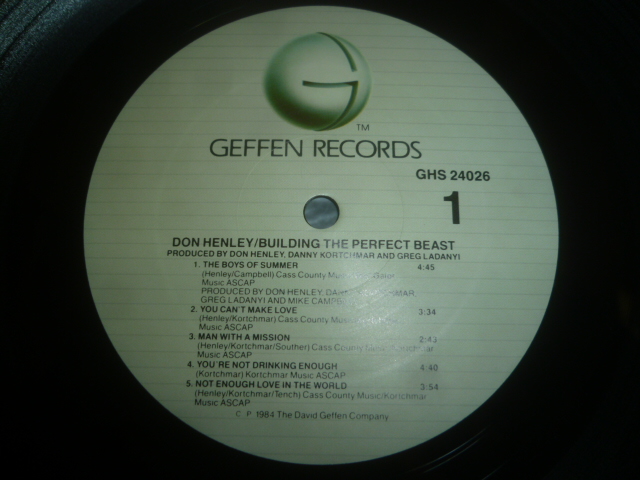 G
TM
GEFFEN RECORDS
GHS 24026
1
DON HENLEY/BUILDING THE PERFECT BEAST
PRODUCED BY DON HENLEY, DANNY KORTCHMAR AND GREG LADANYI
1. THE BOYS OF SUMMER 4:45
(Henley/Campbell) Cass County
Music ASCAP
PRODUCED BY DON HENLEY, KORTCHMAR,
GREG LADANYI AND MIKE CAMPBELL
2. YOU CAN'T MAKE LOVE 3:34
(Henley/Kortchmar) Cass County Music/Kortchmar
Music ASCAP
3. MAN WITH A MISSION 2:43
(Henley/Kortchmar/Souther) Cass County Music/Kortchmar
Music ASCAP
4. YOU'RE NOT DRINKING ENOUGH 4:40
(Kortchmar) Kortchmar Music ASCAP
5. NOT ENOUGH LOVE IN THE WORLD 3:54
(Henley/Kortchmar/Tench) Cass County Music/Kortchmar
Music ASCAP
C P 1984 The David Geffen Company